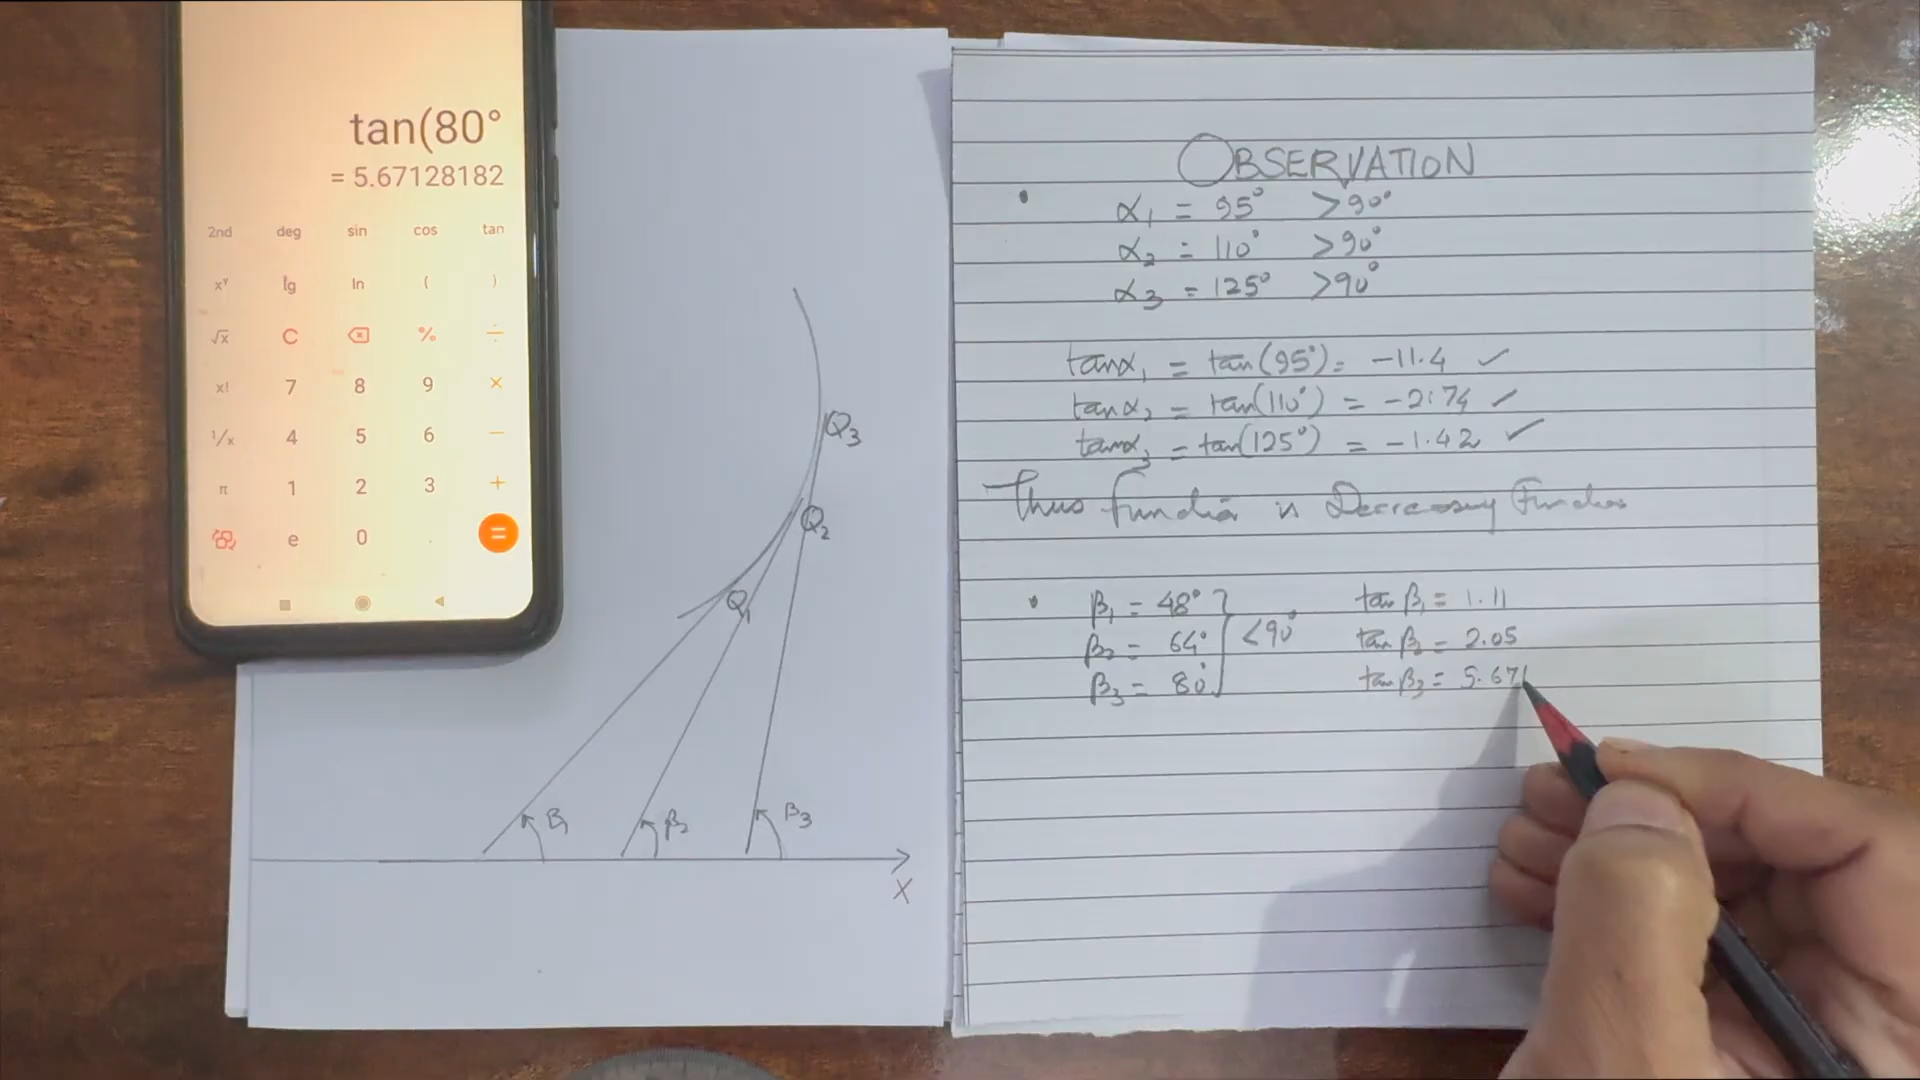 tan(80°
= 5.67128182
2nd deg sin cos tan
xʸ lg ln ( )
√x C % ÷
x! 7 8 9 ×
1/x 4 5 6 −
π 1 2 3 +
e 0 . =
Q3
Q2
Q1
β1 β2 β3
X
OBSERVATION
α1 = 95° >90°
α2 = 110° >90°
α3 = 125° >90°
tanα1 = tan(95°) = -11.4 ✓
tanα2 = tan(110°) = -2.74 ✓
tanα3 = tan(125°) = -1.42 ✓
Thus Function is Decreasing Function
β1 = 48° tan β1 = 1.11
β2 = 64° <90° tan β2 = 2.05
β3 = 80° tan β3 = 5.671